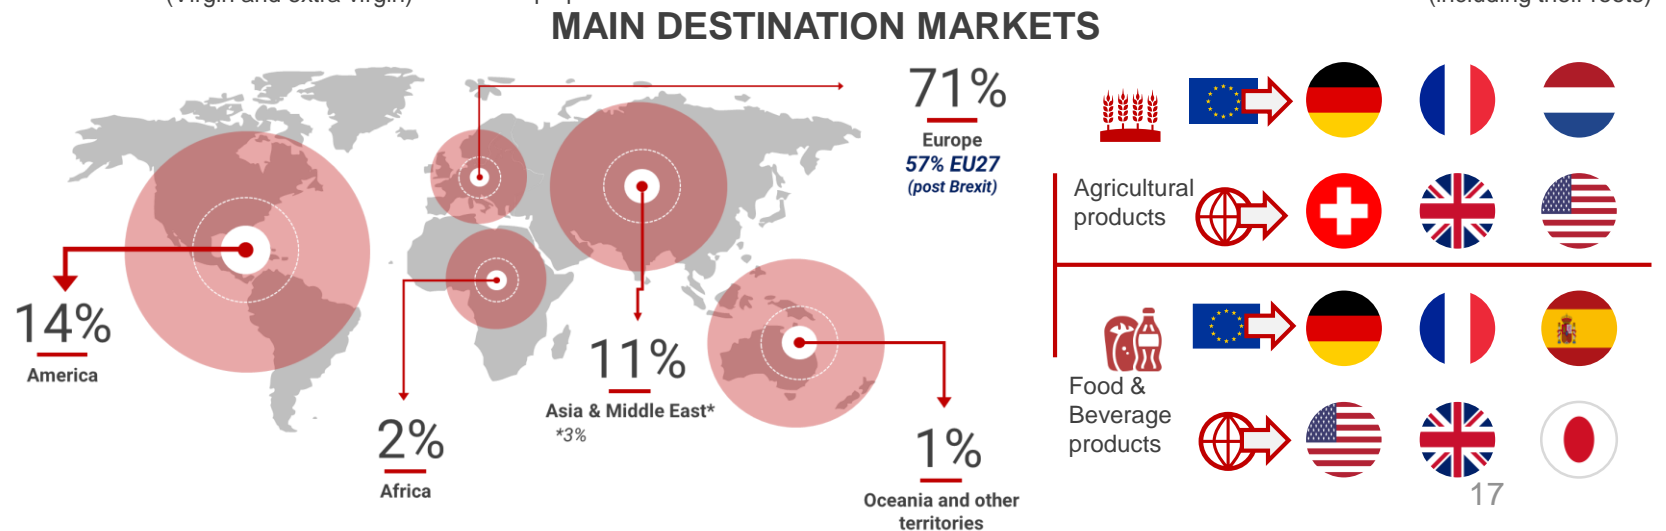 MAIN DESTINATION MARKETS
71%
Europe
57% EU27
(post Brexit)
14%
America
2%
Africa
11%
Asia & Middle East*
*3%
1%
Oceania and other
territories
Agricultural
products
Food &
Beverage
products
17